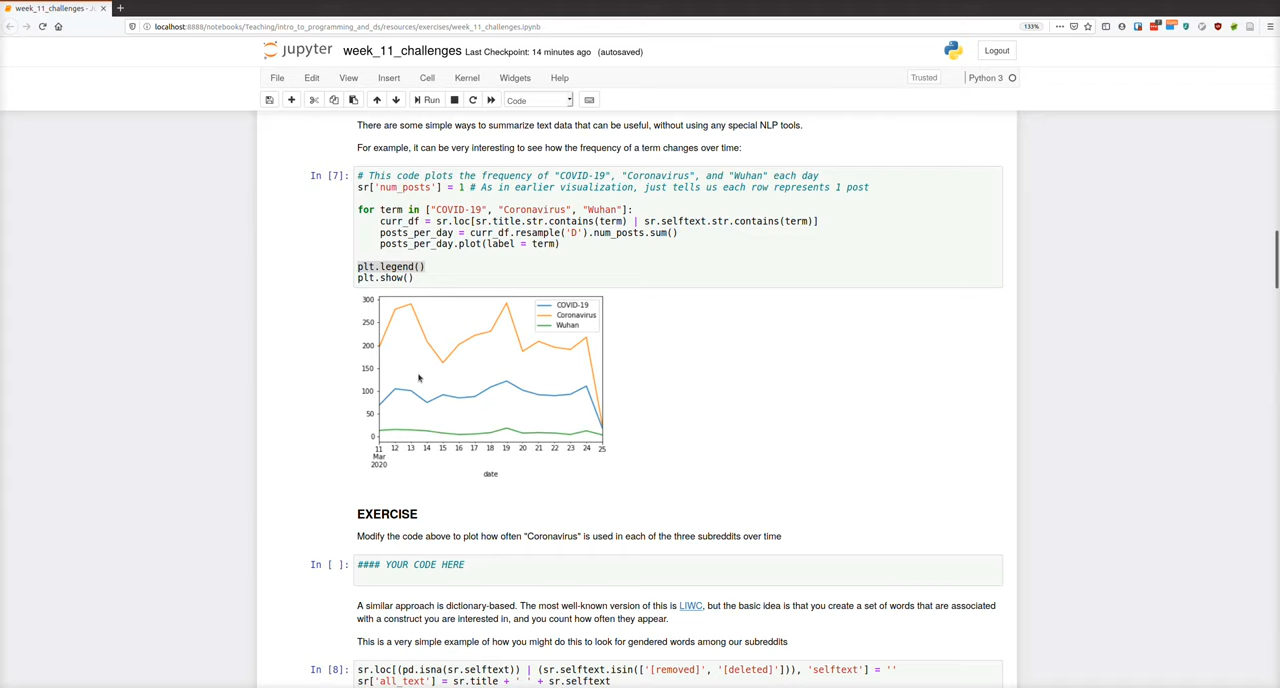 week_11_challenges - J
localhost:8888/notebooks/Teaching/intro_to_programming_and_ds/resources/exercises/week_11_challenges.ipynb
133%
jupyter week_11_challenges Last Checkpoint: 14 minutes ago (autosaved)
Logout
File Edit View Insert Cell Kernel Widgets Help
Trusted
Python 3
Run
Code
There are some simple ways to summarize text data that can be useful, without using any special NLP tools.
For example, it can be very interesting to see how the frequency of a term changes over time:
In [7]: # This code plots the frequency of "COVID-19", "Coronavirus", and "Wuhan" each day
sr['num_posts'] = 1 # As in earlier visualization, just tells us each row represents 1 post
for term in ["COVID-19", "Coronavirus", "Wuhan"]:
curr_df = sr.loc[sr.title.str.contains(term) | sr.selftext.str.contains(term)]
posts_per_day = curr_df.resample('D').num_posts.sum()
posts_per_day.plot(label = term)
plt.legend()
plt.show()
300
250
200
150
100
50
0
COVID-19
Coronavirus
Wuhan
11 12 13 14 15 16 17 18 19 20 21 22 23 24 25
Mar
2020
date
EXERCISE
Modify the code above to plot how often "Coronavirus" is used in each of the three subreddits over time
In [ ]: #### YOUR CODE HERE
A similar approach is dictionary-based. The most well-known version of this is LIWC, but the basic idea is that you create a set of words that are associated
with a construct you are interested in, and you count how often they appear.
This is a very simple example of how you might do this to look for gendered words among our subreddits
In [8]: sr.loc[(pd.isna(sr.selftext)) | (sr.selftext.isin(['[removed]', '[deleted]'])), 'selftext'] = ''
sr['all_text'] = sr.title + ' ' + sr.selftext